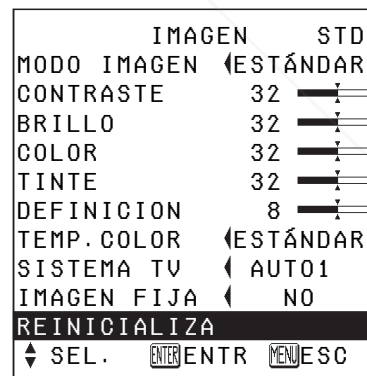 IMAGEN STD
MODO IMAGEN ESTÁNDAR
CONTRASTE 32
BRILLO 32
COLOR 32
TINTE 32
DEFINICION 8
TEMP.COLOR ESTÁNDAR
SISTEMA TV AUTO1
IMAGEN FIJA NO
REINICIALIZA
SEL. ENTER ENTR MENU ESC